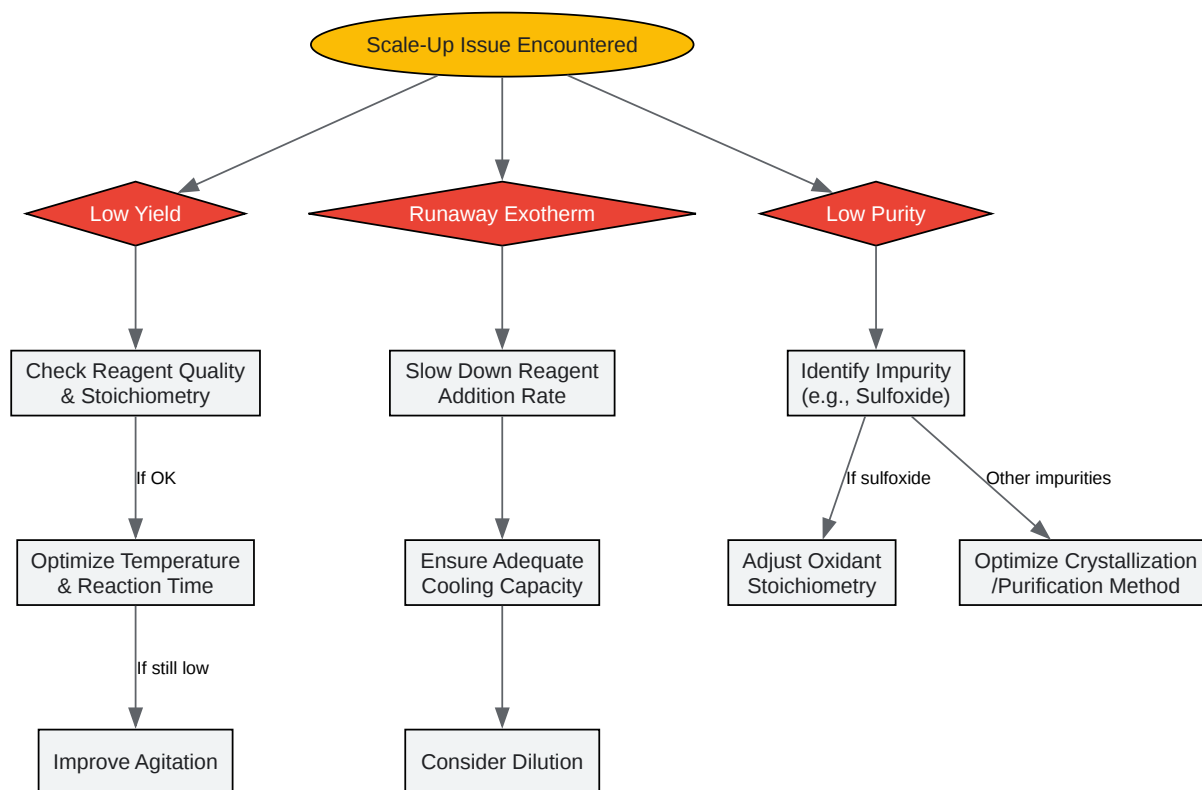 Scale-Up Issue Encountered
Low Yield
Runaway Exotherm
Low Purity
Check Reagent Quality
& Stoichiometry
Slow Down Reagent
Addition Rate
Identify Impurity
(e.g., Sulfoxide)
If OK
If sulfoxide
Other impurities
Optimize Temperature
& Reaction Time
Ensure Adequate
Cooling Capacity
Adjust Oxidant
Stoichiometry
Optimize Crystallization
/Purification Method
If still low
Improve Agitation
Consider Dilution